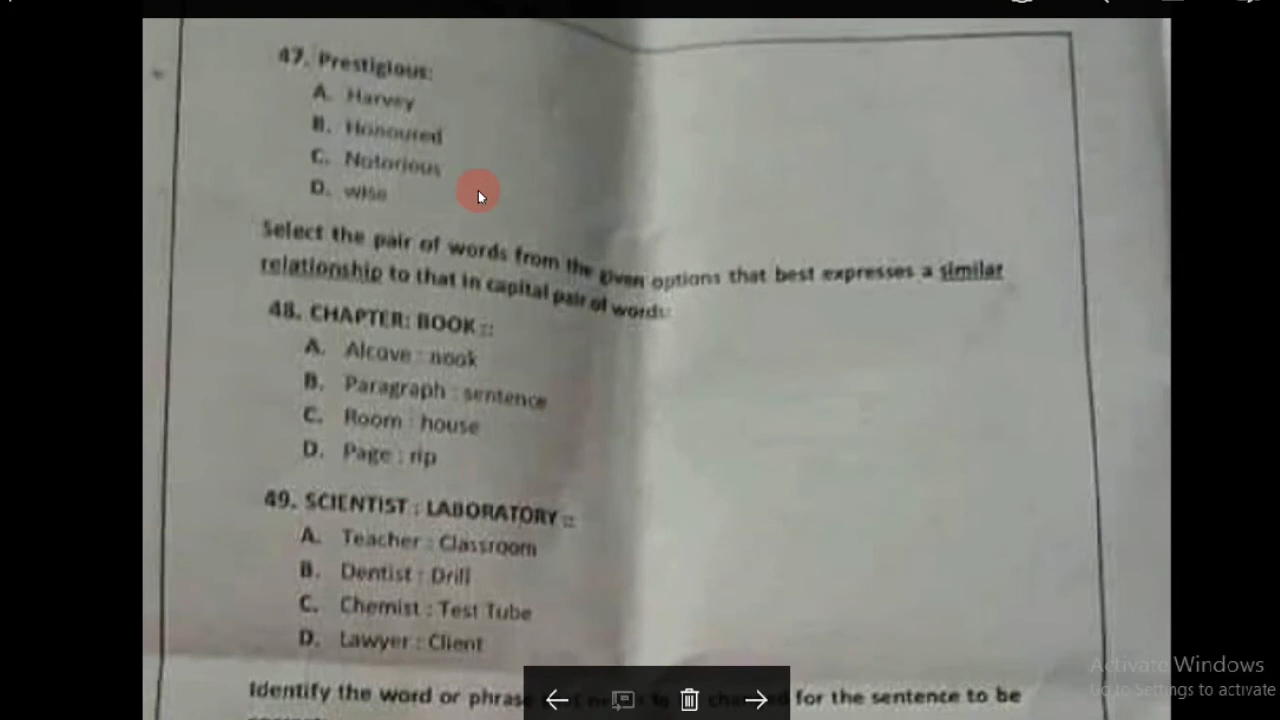 47. Prestigious:
A. Harvey
B. Honoured
C. Notorious
D. wise
Select the pair of words from the given options that best expresses a similar
relationship to that in capital pair of words:
48. CHAPTER: BOOK ::
A. Alcove : nook
B. Paragraph : sentence
C. Room : house
D. Page : rip
49. SCIENTIST : LABORATORY ::
A. Teacher : Classroom
B. Dentist : Drill
C. Chemist : Test Tube
D. Lawyer : Client
Identify the word or phrase for the sentence to be
Activate Windows
Go to Settings to activate